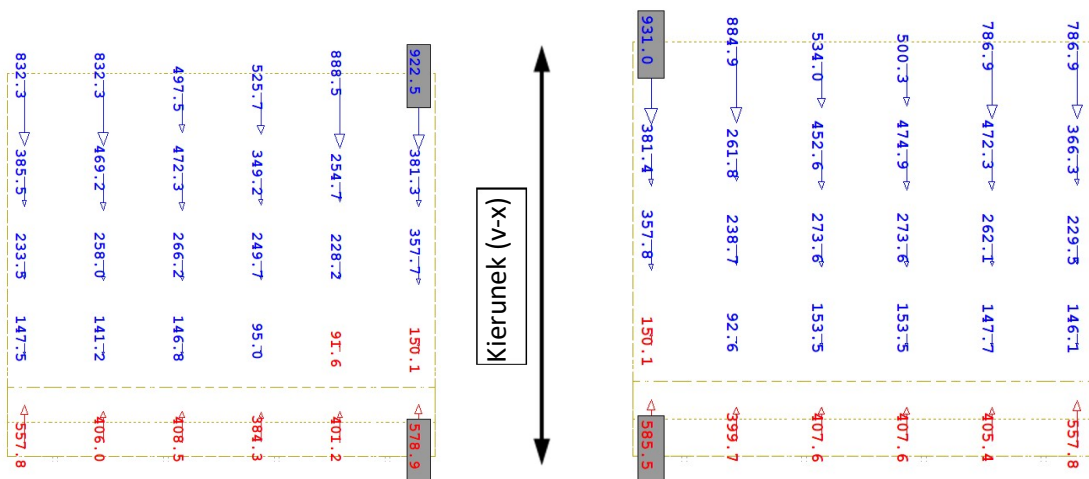 832.3 832.3 497.5 525.7 888.5 922.5
385.5 469.2 472.3 349.2 254.7 381.3
233.5 258.0 266.2 249.7 228.2 357.7
147.5 141.2 146.8 95.0 91.6 150.1
557.8 406.0 408.5 384.3 401.2 578.9
Kierunek (v-x)
931.0 884.9 534.0 500.3 786.9 786.9
381.4 261.8 452.6 474.9 472.3 366.3
357.8 238.7 273.6 273.6 262.1 229.5
150.1 92.6 153.5 153.5 147.7 146.1
585.5 399.7 407.6 407.6 405.4 557.8